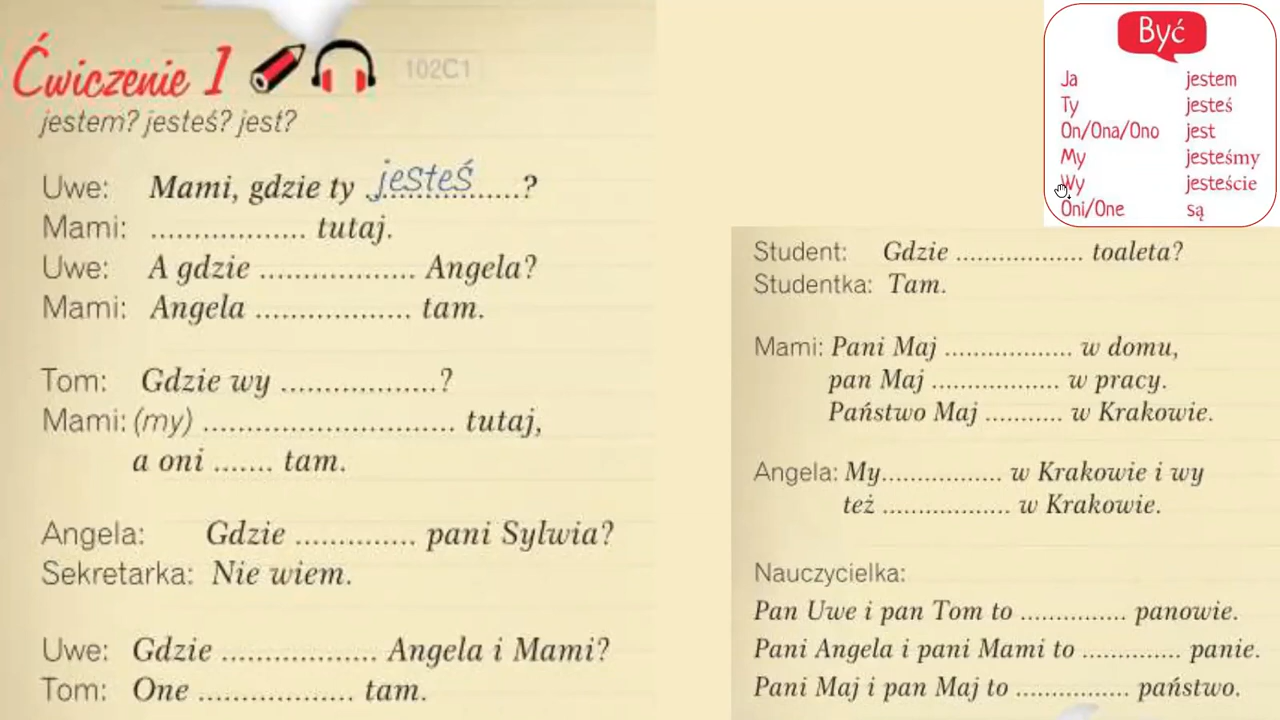 Ćwiczenie 1
102C1
jestem? jesteś? jest?
Uwe: Mami, gdzie ty jesteś..................?
Mami: .................. tutaj.
Uwe: A gdzie .................. Angela?
Mami: Angela .................. tam.
Tom: Gdzie wy ..................?
Mami: (my) ............................. tutaj,
a oni ....... tam.
Angela: Gdzie .............. pani Sylwia?
Sekretarka: Nie wiem.
Uwe: Gdzie .................. Angela i Mami?
Tom: One .................. tam.
Być
Ja jestem
Ty jesteś
On/Ona/Ono jest
My jesteśmy
Wy jesteście
Oni/One są
Student: Gdzie .................. toaleta?
Studentka: Tam.
Mami: Pani Maj .................. w domu,
pan Maj .................. w pracy.
Państwo Maj ........... w Krakowie.
Angela: My................. w Krakowie i wy
też .................. w Krakowie.
Nauczycielka:
Pan Uwe i pan Tom to ............... panowie.
Pani Angela i pani Mami to .............. panie.
Pani Maj i pan Maj to ................ państwo.